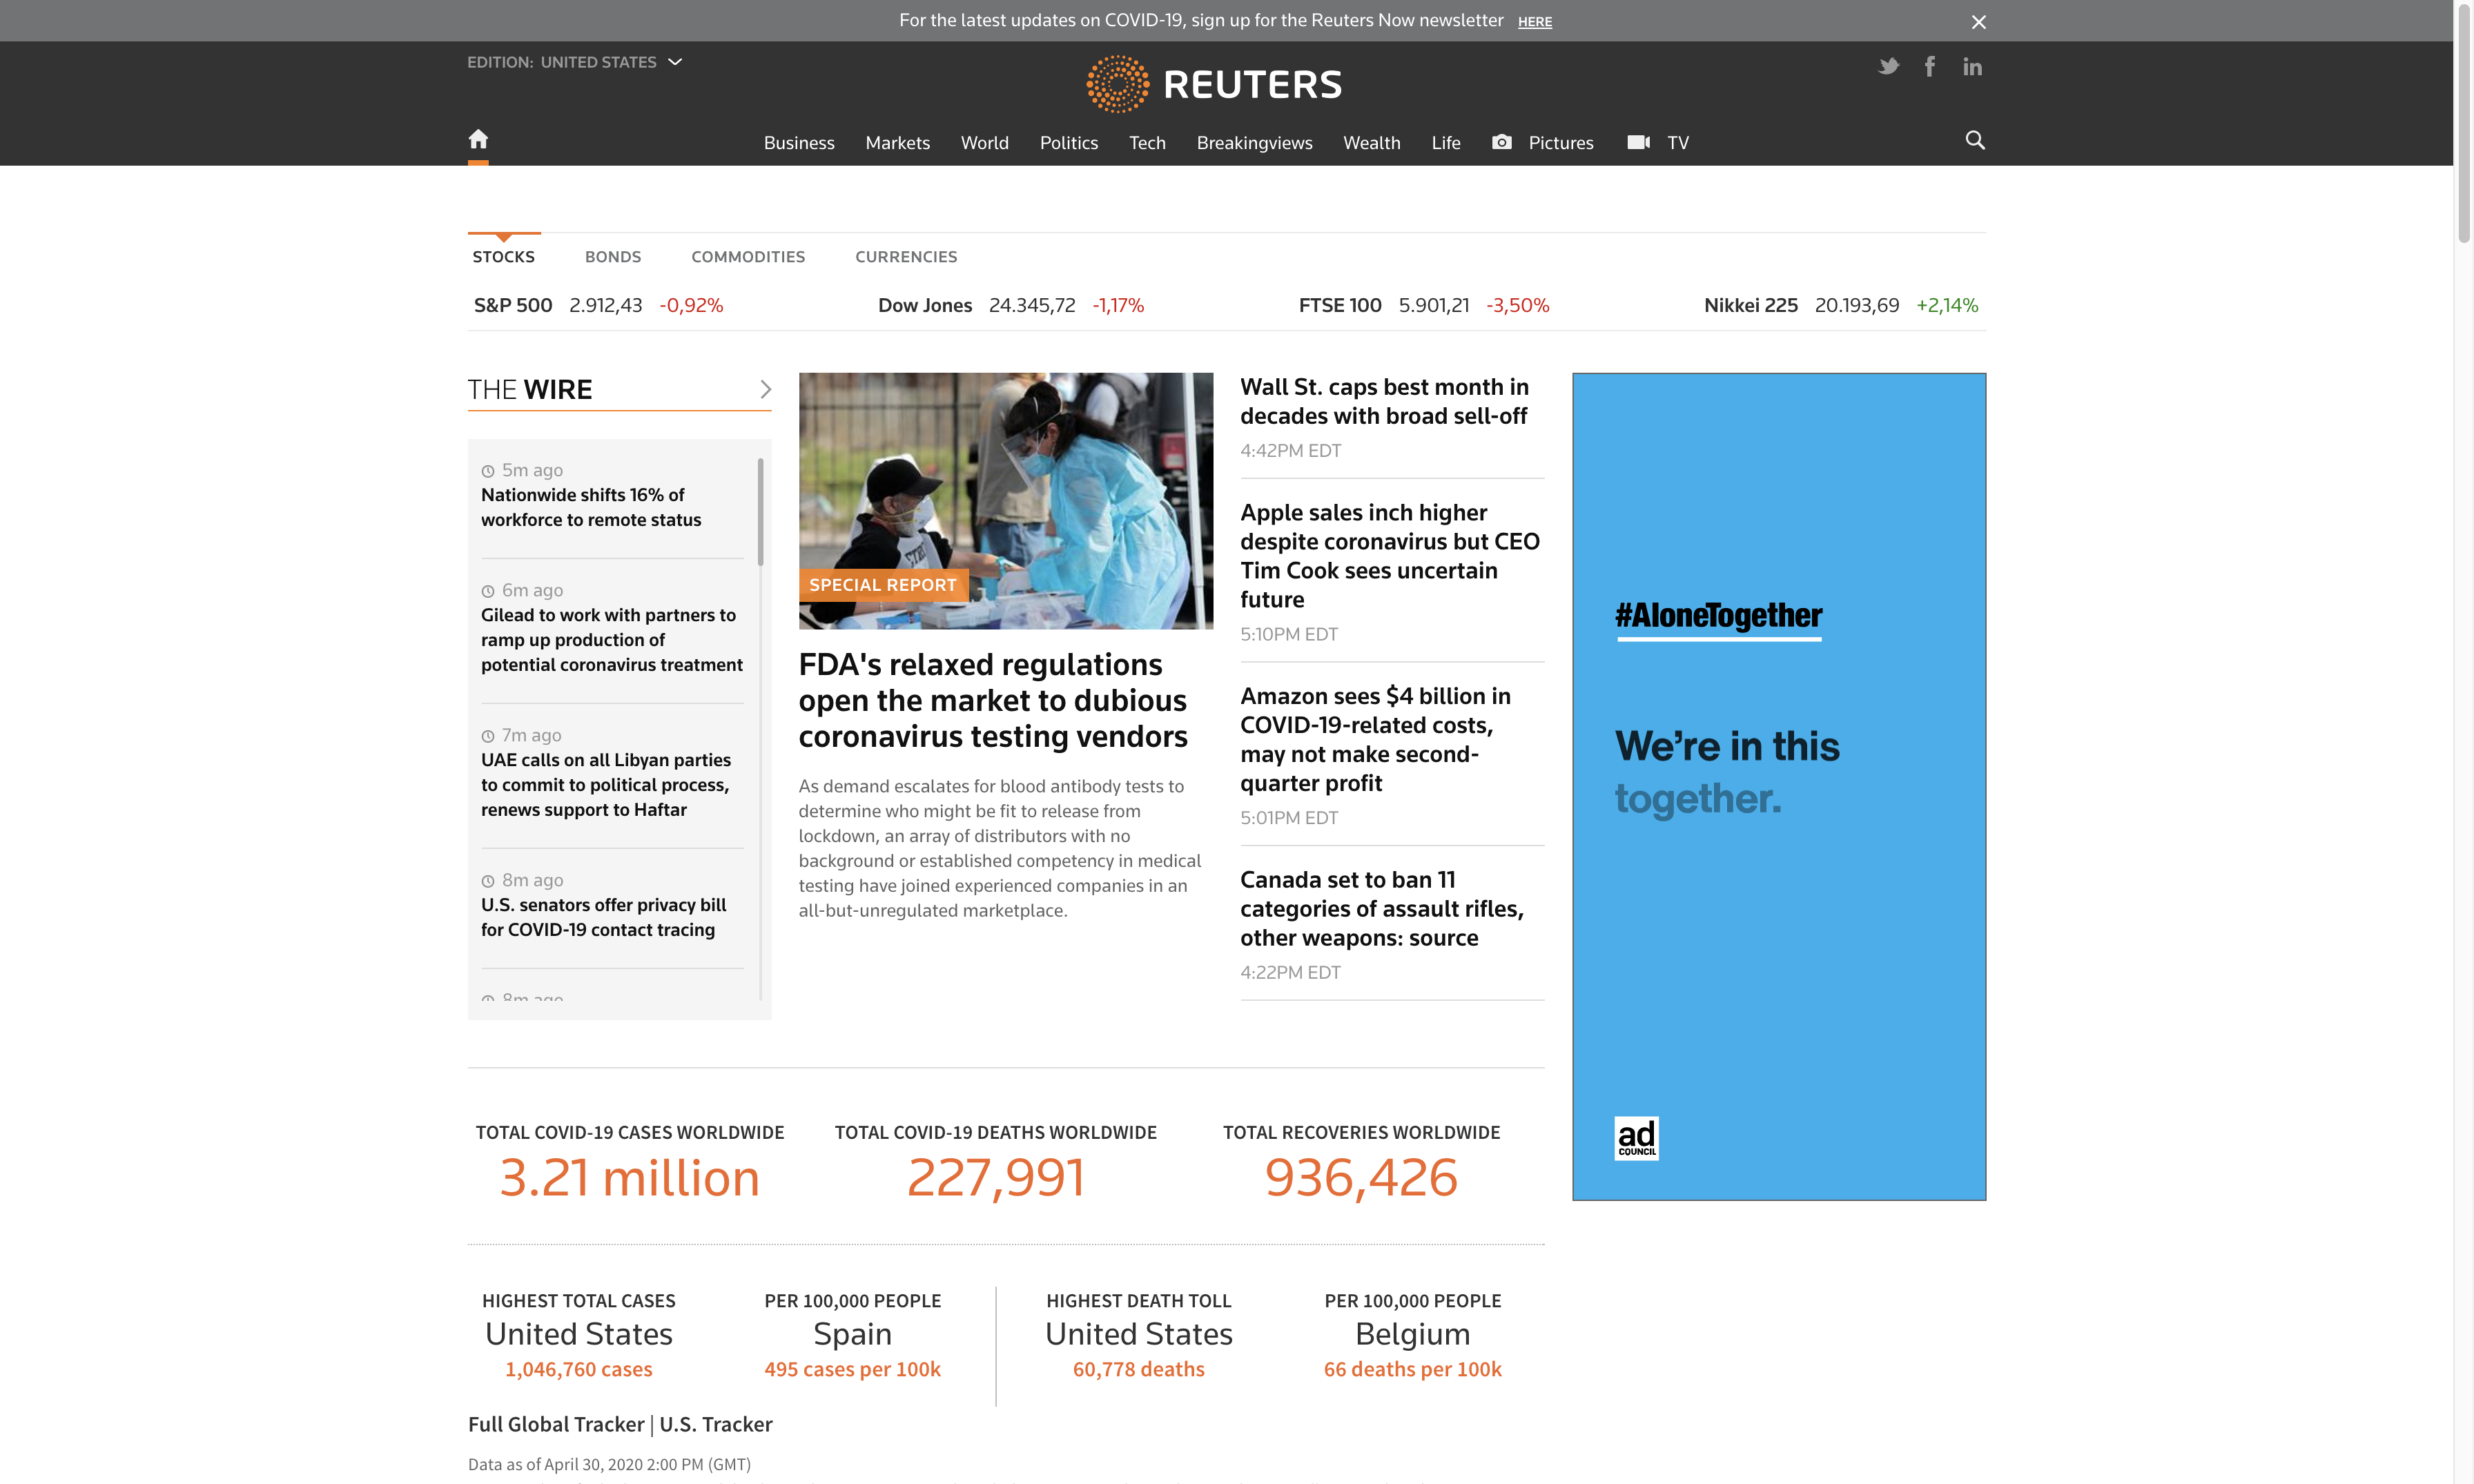 For the latest updates on COVID-19, sign up for the Reuters Now newsletter HERE
EDITION: UNITED STATES
REUTERS
Business Markets World Politics Tech Breakingviews Wealth Life Pictures TV
STOCKS BONDS COMMODITIES CURRENCIES
S&P 500 2.912,43 -0,92% Dow Jones 24.345,72 -1,17% FTSE 100 5.901,21 -3,50% Nikkei 225 20.193,69 +2,14%
THE WIRE
5m ago
Nationwide shifts 16% of
workforce to remote status
6m ago
Gilead to work with partners to
ramp up production of
potential coronavirus treatment
7m ago
UAE calls on all Libyan parties
to commit to political process,
renews support to Haftar
8m ago
U.S. senators offer privacy bill
for COVID-19 contact tracing
8m ago
SPECIAL REPORT
FDA's relaxed regulations
open the market to dubious
coronavirus testing vendors
As demand escalates for blood antibody tests to
determine who might be fit to release from
lockdown, an array of distributors with no
background or established competency in medical
testing have joined experienced companies in an
all-but-unregulated marketplace.
Wall St. caps best month in
decades with broad sell-off
4:42PM EDT
Apple sales inch higher
despite coronavirus but CEO
Tim Cook sees uncertain
future
5:10PM EDT
Amazon sees $4 billion in
COVID-19-related costs,
may not make second-
quarter profit
5:01PM EDT
Canada set to ban 11
categories of assault rifles,
other weapons: source
4:22PM EDT
#AloneTogether
We're in this
together.
ad
COUNCIL
TOTAL COVID-19 CASES WORLDWIDE
3.21 million
TOTAL COVID-19 DEATHS WORLDWIDE
227,991
TOTAL RECOVERIES WORLDWIDE
936,426
HIGHEST TOTAL CASES
United States
1,046,760 cases
PER 100,000 PEOPLE
Spain
495 cases per 100k
HIGHEST DEATH TOLL
United States
60,778 deaths
PER 100,000 PEOPLE
Belgium
66 deaths per 100k
Full Global Tracker | U.S. Tracker
Data as of April 30, 2020 2:00 PM (GMT)